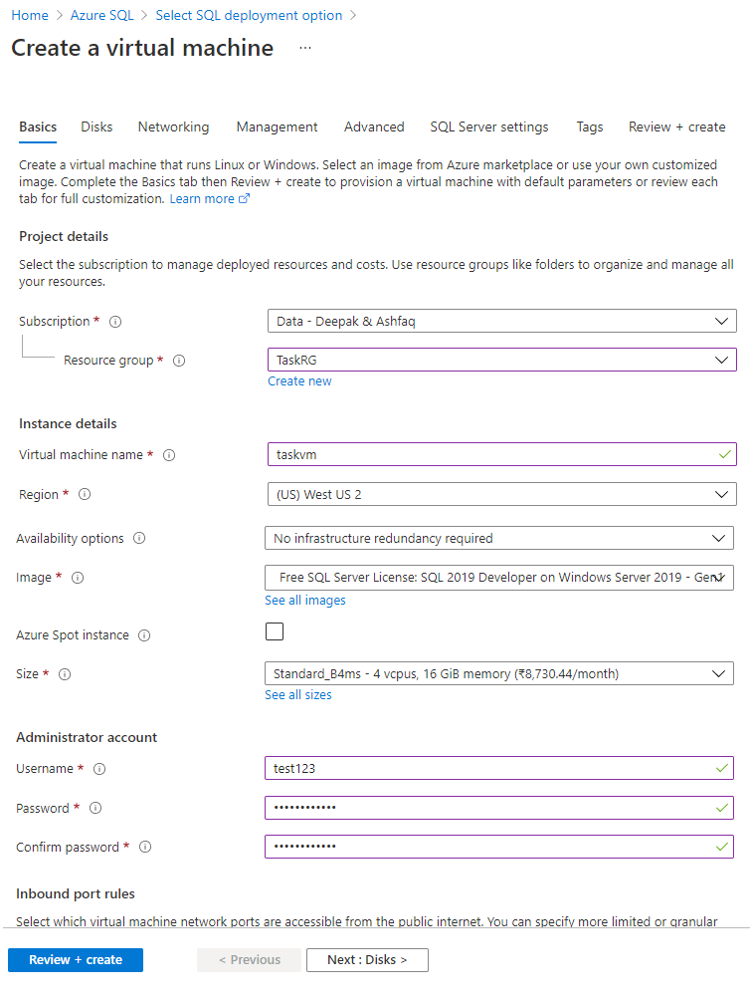 Home > Azure SQL > Select SQL deployment option >
Create a virtual machine ...
Basics Disks Networking Management Advanced SQL Server settings Tags Review + create
Create a virtual machine that runs Linux or Windows. Select an image from Azure marketplace or use your own customized
image. Complete the Basics tab then Review + create to provision a virtual machine with default parameters or review each
tab for full customization. Learn more
Project details
Select the subscription to manage deployed resources and costs. Use resource groups like folders to organize and manage all
your resources.
Subscription * Data - Deepak & Ashfaq
Resource group * TaskRG
Create new
Instance details
Virtual machine name * taskvm
Region * (US) West US 2
Availability options No infrastructure redundancy required
Image * Free SQL Server License: SQL 2019 Developer on Windows Server 2019 - Gen1
See all images
Azure Spot instance
Size * Standard_B4ms - 4 vcpus, 16 GiB memory (₹8,730.44/month)
See all sizes
Administrator account
Username * test123
Password * ••••••••••••
Confirm password * ••••••••••••
Inbound port rules
Select which virtual machine network ports are accessible from the public internet. You can specify more limited or granular
Review + create < Previous Next : Disks >